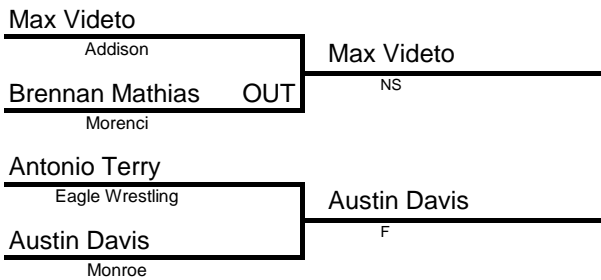 Max Videto
Addison
Max Videto
NS
Brennan Mathias OUT
Morenci
Antonio Terry
Eagle Wrestling
Austin Davis
F
Austin Davis
Monroe